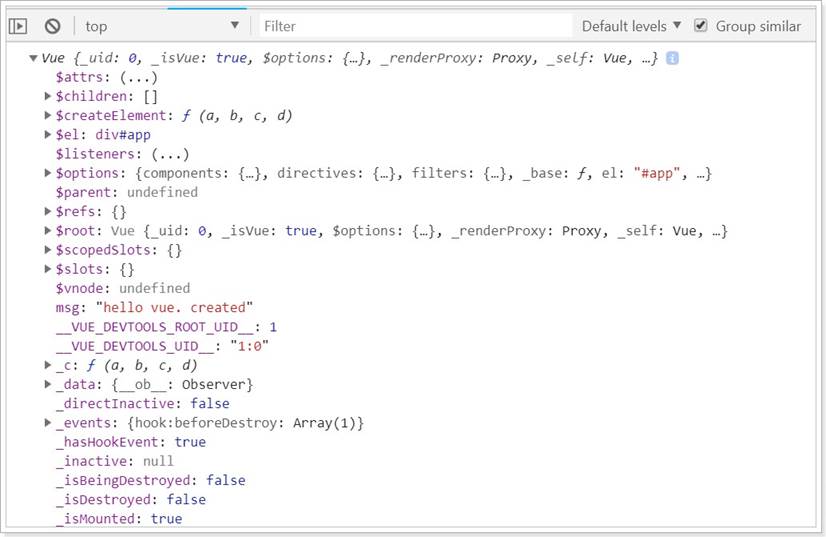 top Filter Default levels Group similar
Vue {_uid: 0, _isVue: true, $options: {…}, _renderProxy: Proxy, _self: Vue, …} i
$attrs: (...)
$children: []
$createElement: ƒ (a, b, c, d)
$el: div#app
$listeners: (...)
$options: {components: {…}, directives: {…}, filters: {…}, _base: ƒ, el: "#app", …}
$parent: undefined
$refs: {}
$root: Vue {_uid: 0, _isVue: true, $options: {…}, _renderProxy: Proxy, _self: Vue, …}
$scopedSlots: {}
$slots: {}
$vnode: undefined
msg: "hello vue. created"
__VUE_DEVTOOLS_ROOT_UID__: 1
__VUE_DEVTOOLS_UID__: "1:0"
_c: ƒ (a, b, c, d)
_data: {__ob__: Observer}
_directInactive: false
_events: {hook:beforeDestroy: Array(1)}
_hasHookEvent: true
_inactive: null
_isBeingDestroyed: false
_isDestroyed: false
_isMounted: true